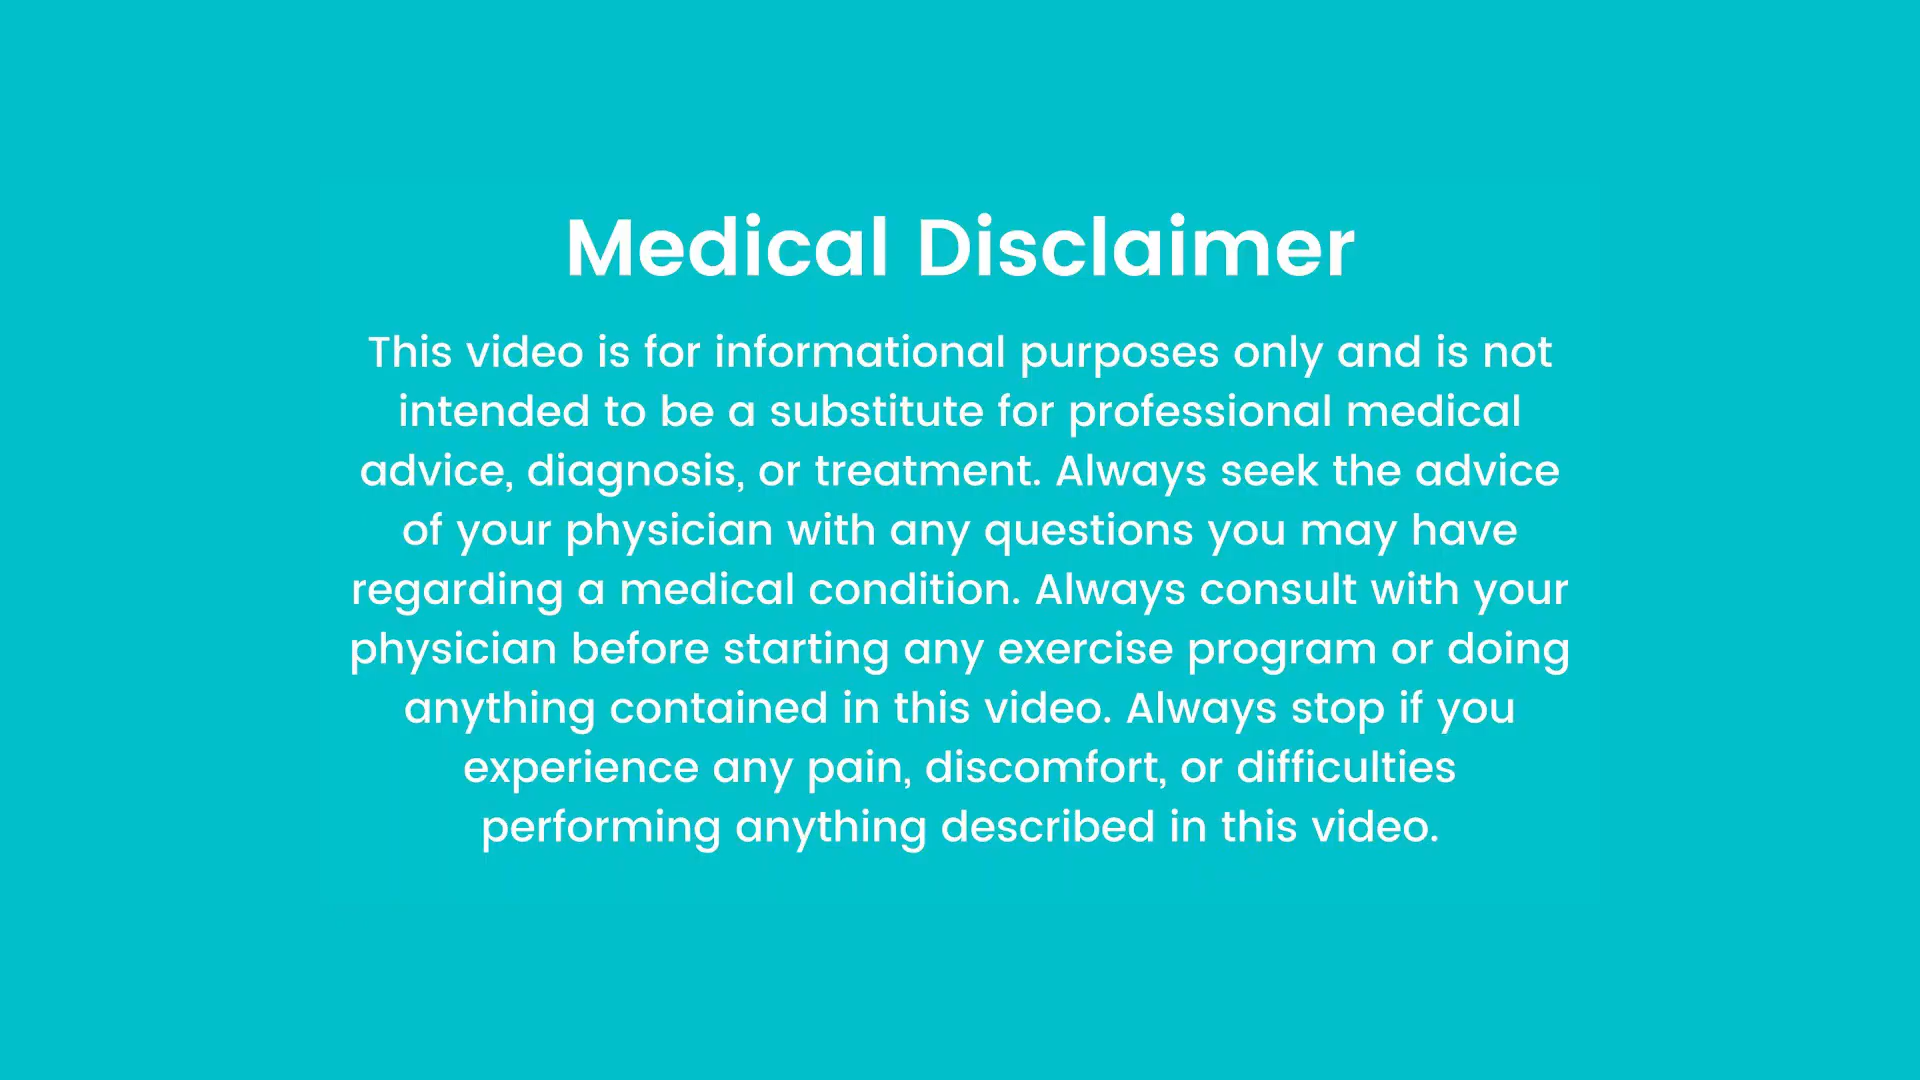 Medical Disclaimer
This video is for informational purposes only and is not
intended to be a substitute for professional medical
advice, diagnosis, or treatment. Always seek the advice
of your physician with any questions you may have
regarding a medical condition. Always consult with your
physician before starting any exercise program or doing
anything contained in this video. Always stop if you
experience any pain, discomfort, or difficulties
performing anything described in this video.